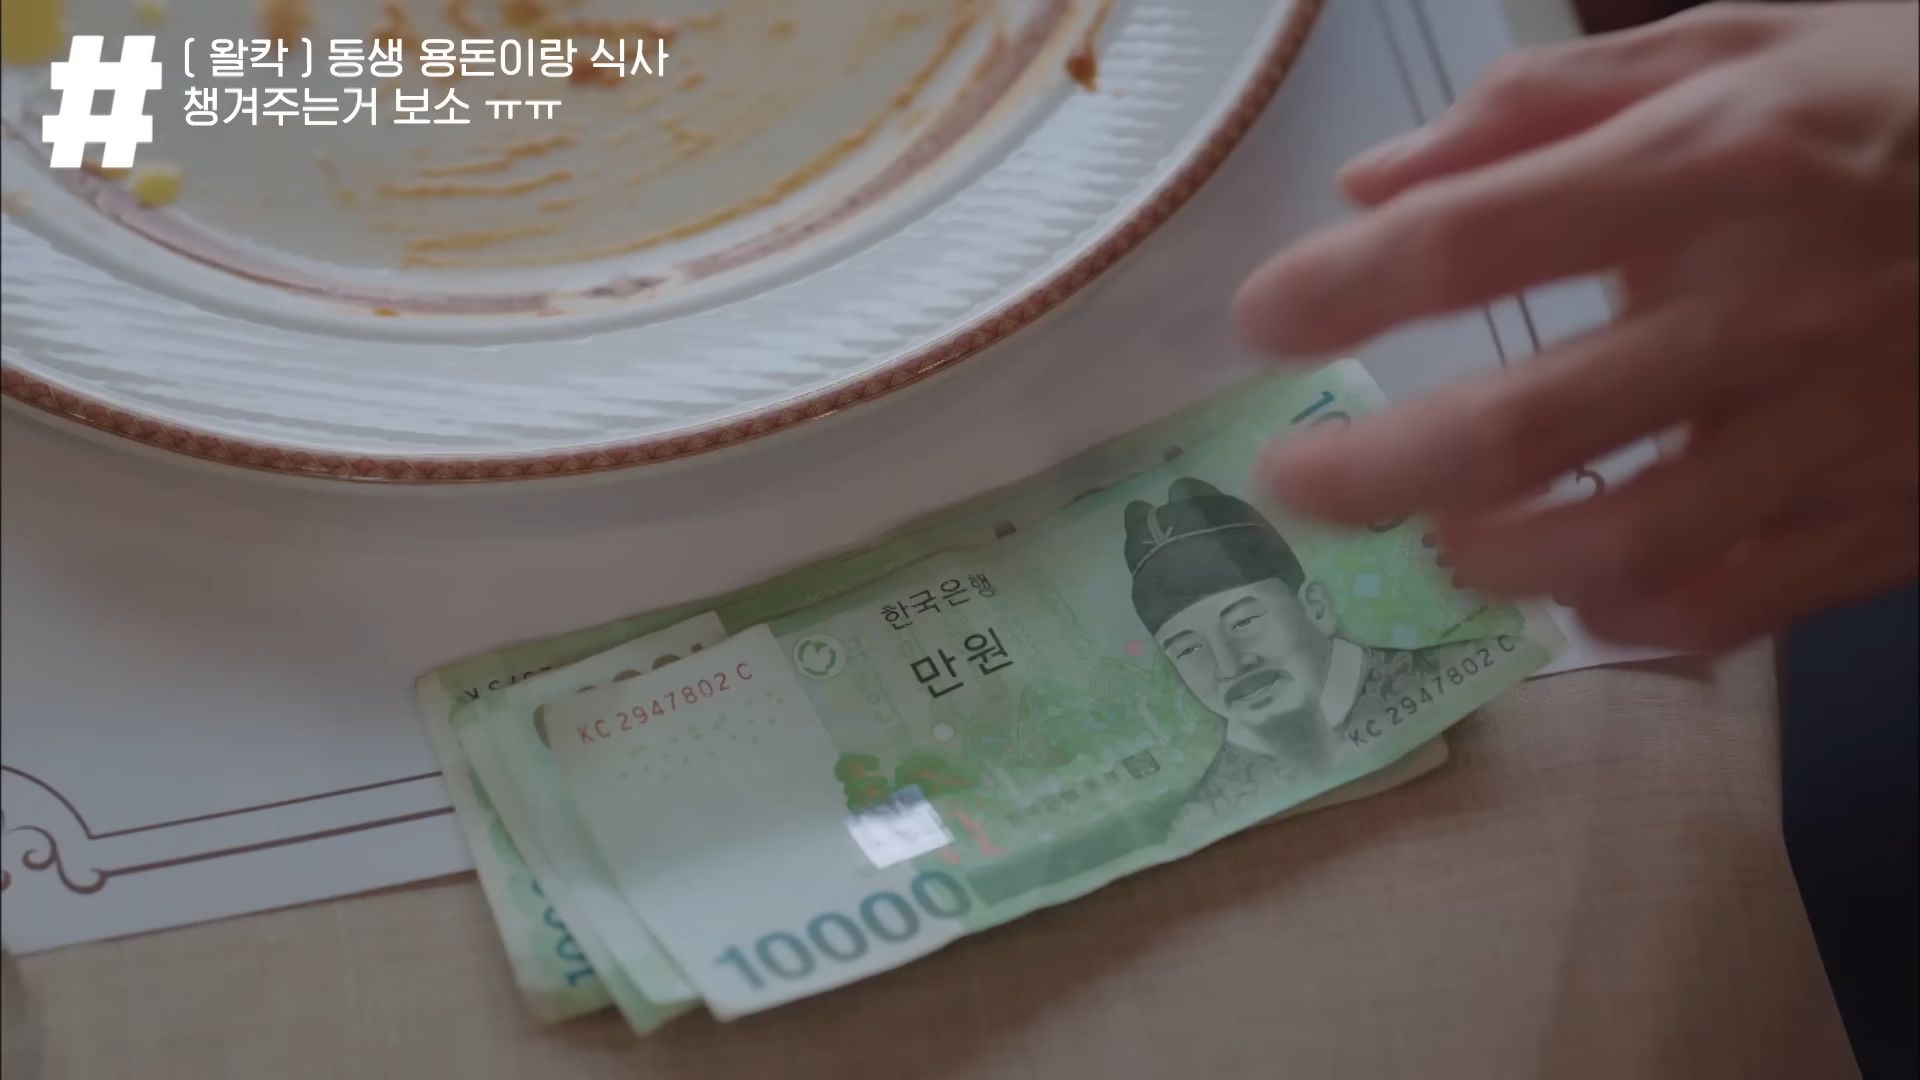 # ( 왈칵 ) 동생 용돈이랑 식사
챙겨주는거 보소 ㅠㅠ
한국은행
만원
KC 2947802 C
KC 2947802 C
10000